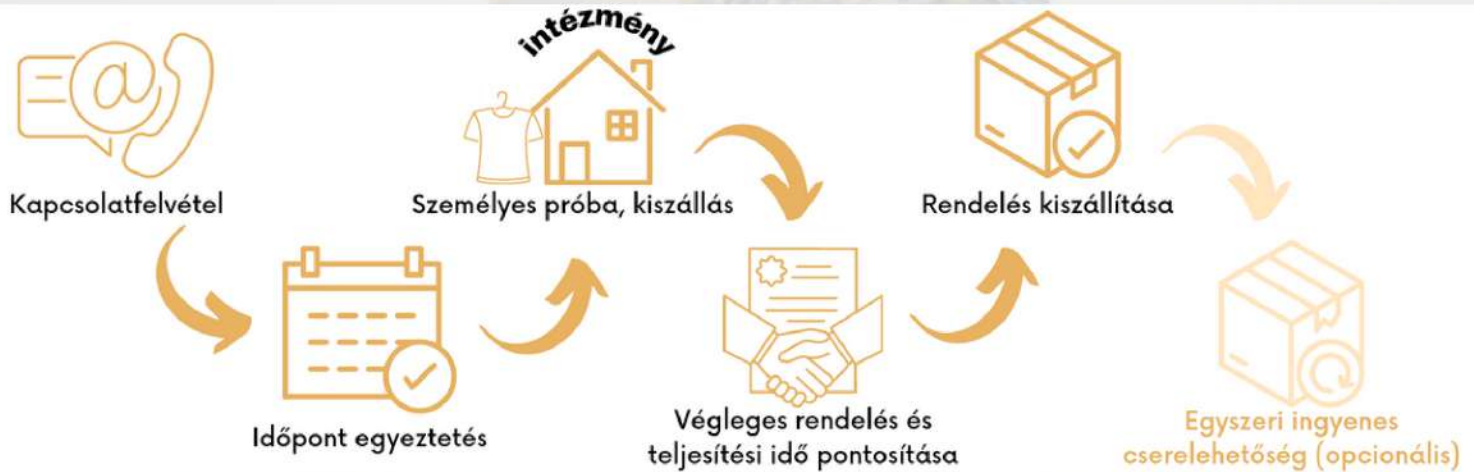 Kapcsolatfelvétel
Időpont egyeztetés
intézmény
Személyes próba, kiszállás
Végleges rendelés és
teljesítési idő pontosítása
Rendelés kiszállítása
Egyszeri ingyenes
cserelehetőség (opcionális)